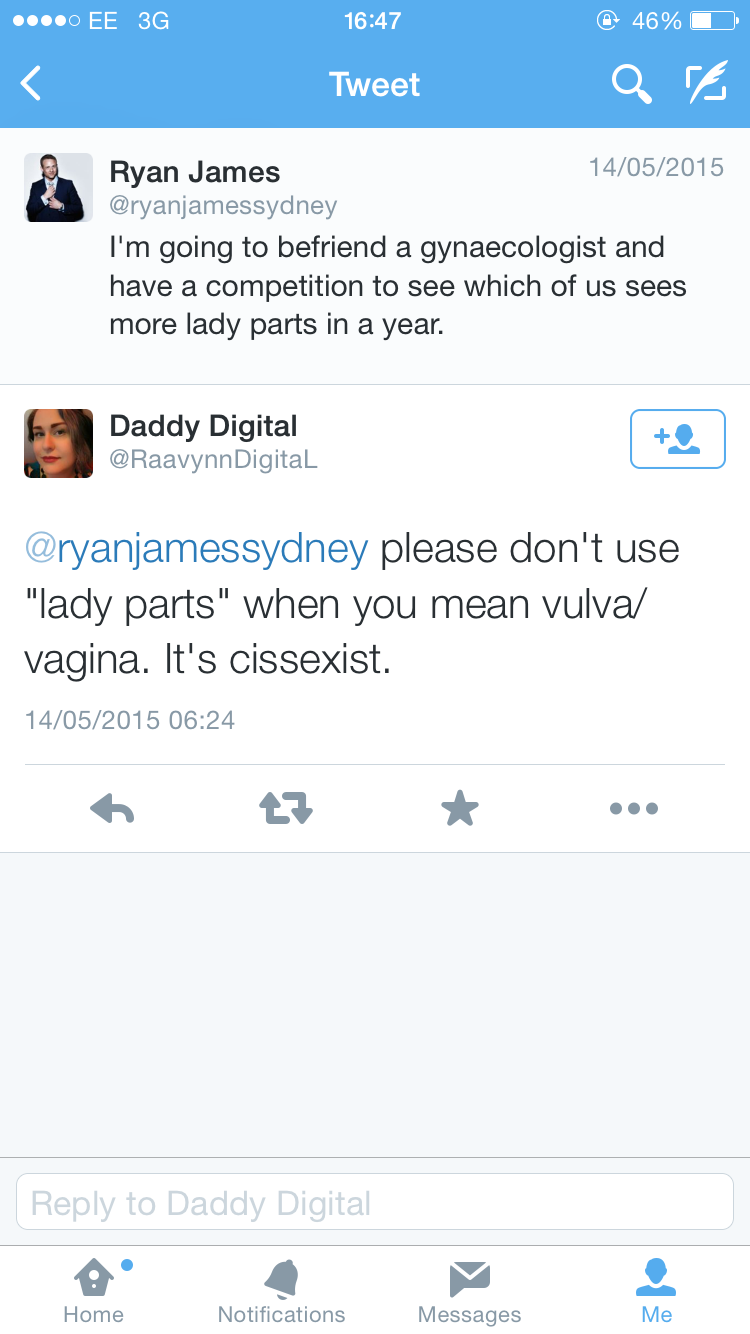 EE 3G 16:47 46%
Tweet
Ryan James 14/05/2015
@ryanjamessydney
I'm going to befriend a gynaecologist and
have a competition to see which of us sees
more lady parts in a year.
Daddy Digital
@RaavynnDigitaL
@ryanjamessydney please don't use
"lady parts" when you mean vulva/
vagina. It's cissexist.
14/05/2015 06:24
Reply to Daddy Digital
Home Notifications Messages Me